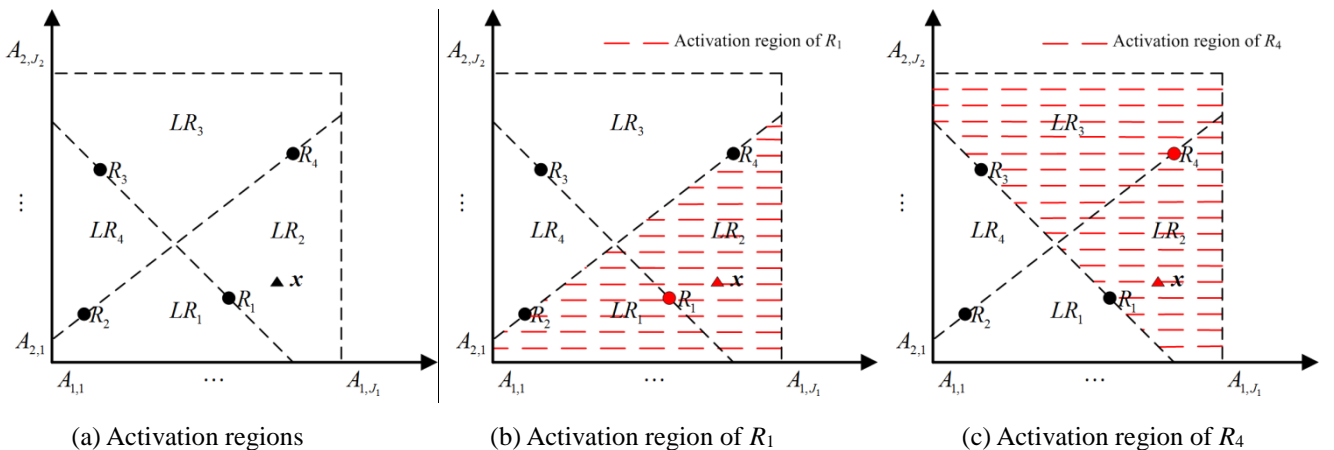 A2,J2
LR3
R4
R3
⋮
LR4
LR2
x
R1
R2
LR1
A2,1
A1,1
⋯
A1,J1
(a) Activation regions
Activation region of R1
A2,J2
LR3
R4
R3
⋮
LR4
LR2
x
R1
R2
LR1
A2,1
A1,1
⋯
A1,J1
(b) Activation region of R1
Activation region of R4
A2,J2
LR3
R4
R3
⋮
LR4
LR2
x
R1
R2
LR1
A2,1
A1,1
⋯
A1,J1
(c) Activation region of R4